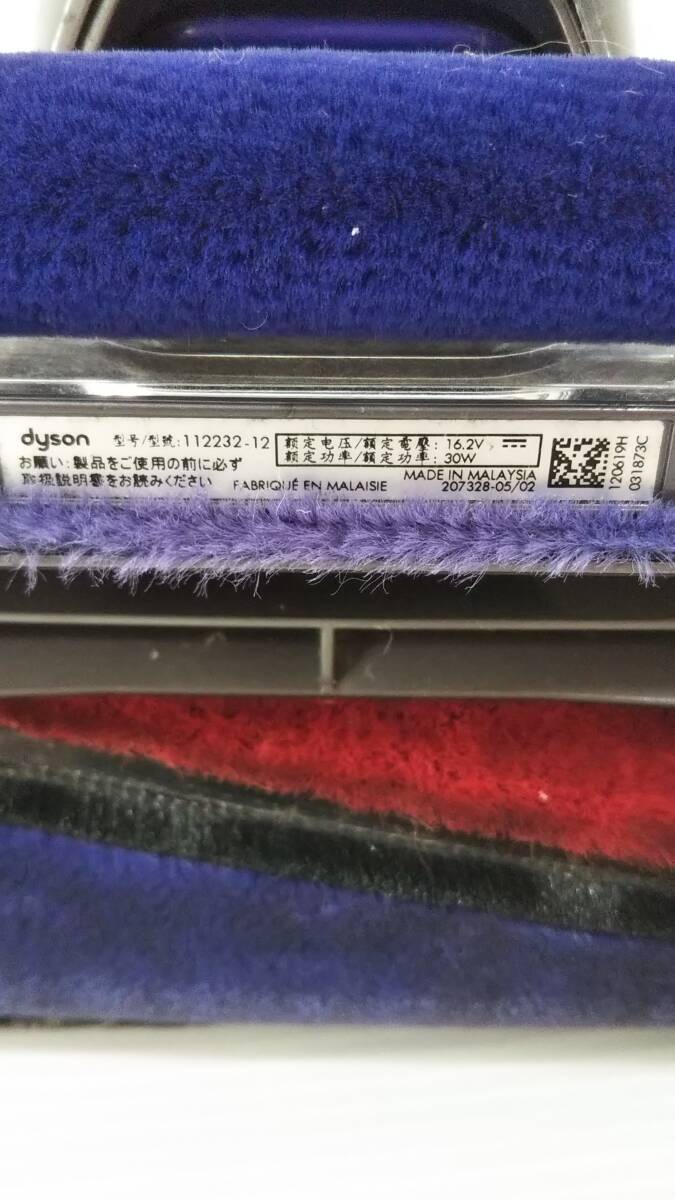 dyson 型号/型號:112232-12
お願い:製品をご使用の前に必ず
取扱説明書をお読みください
FABRIQUÉ EN MALAISIE
额定电压/額定電壓: 16.2V ⎓
额定功率/額定功率: 30W
MADE IN MALAYSIA
207328-05/02
120619H
031873C